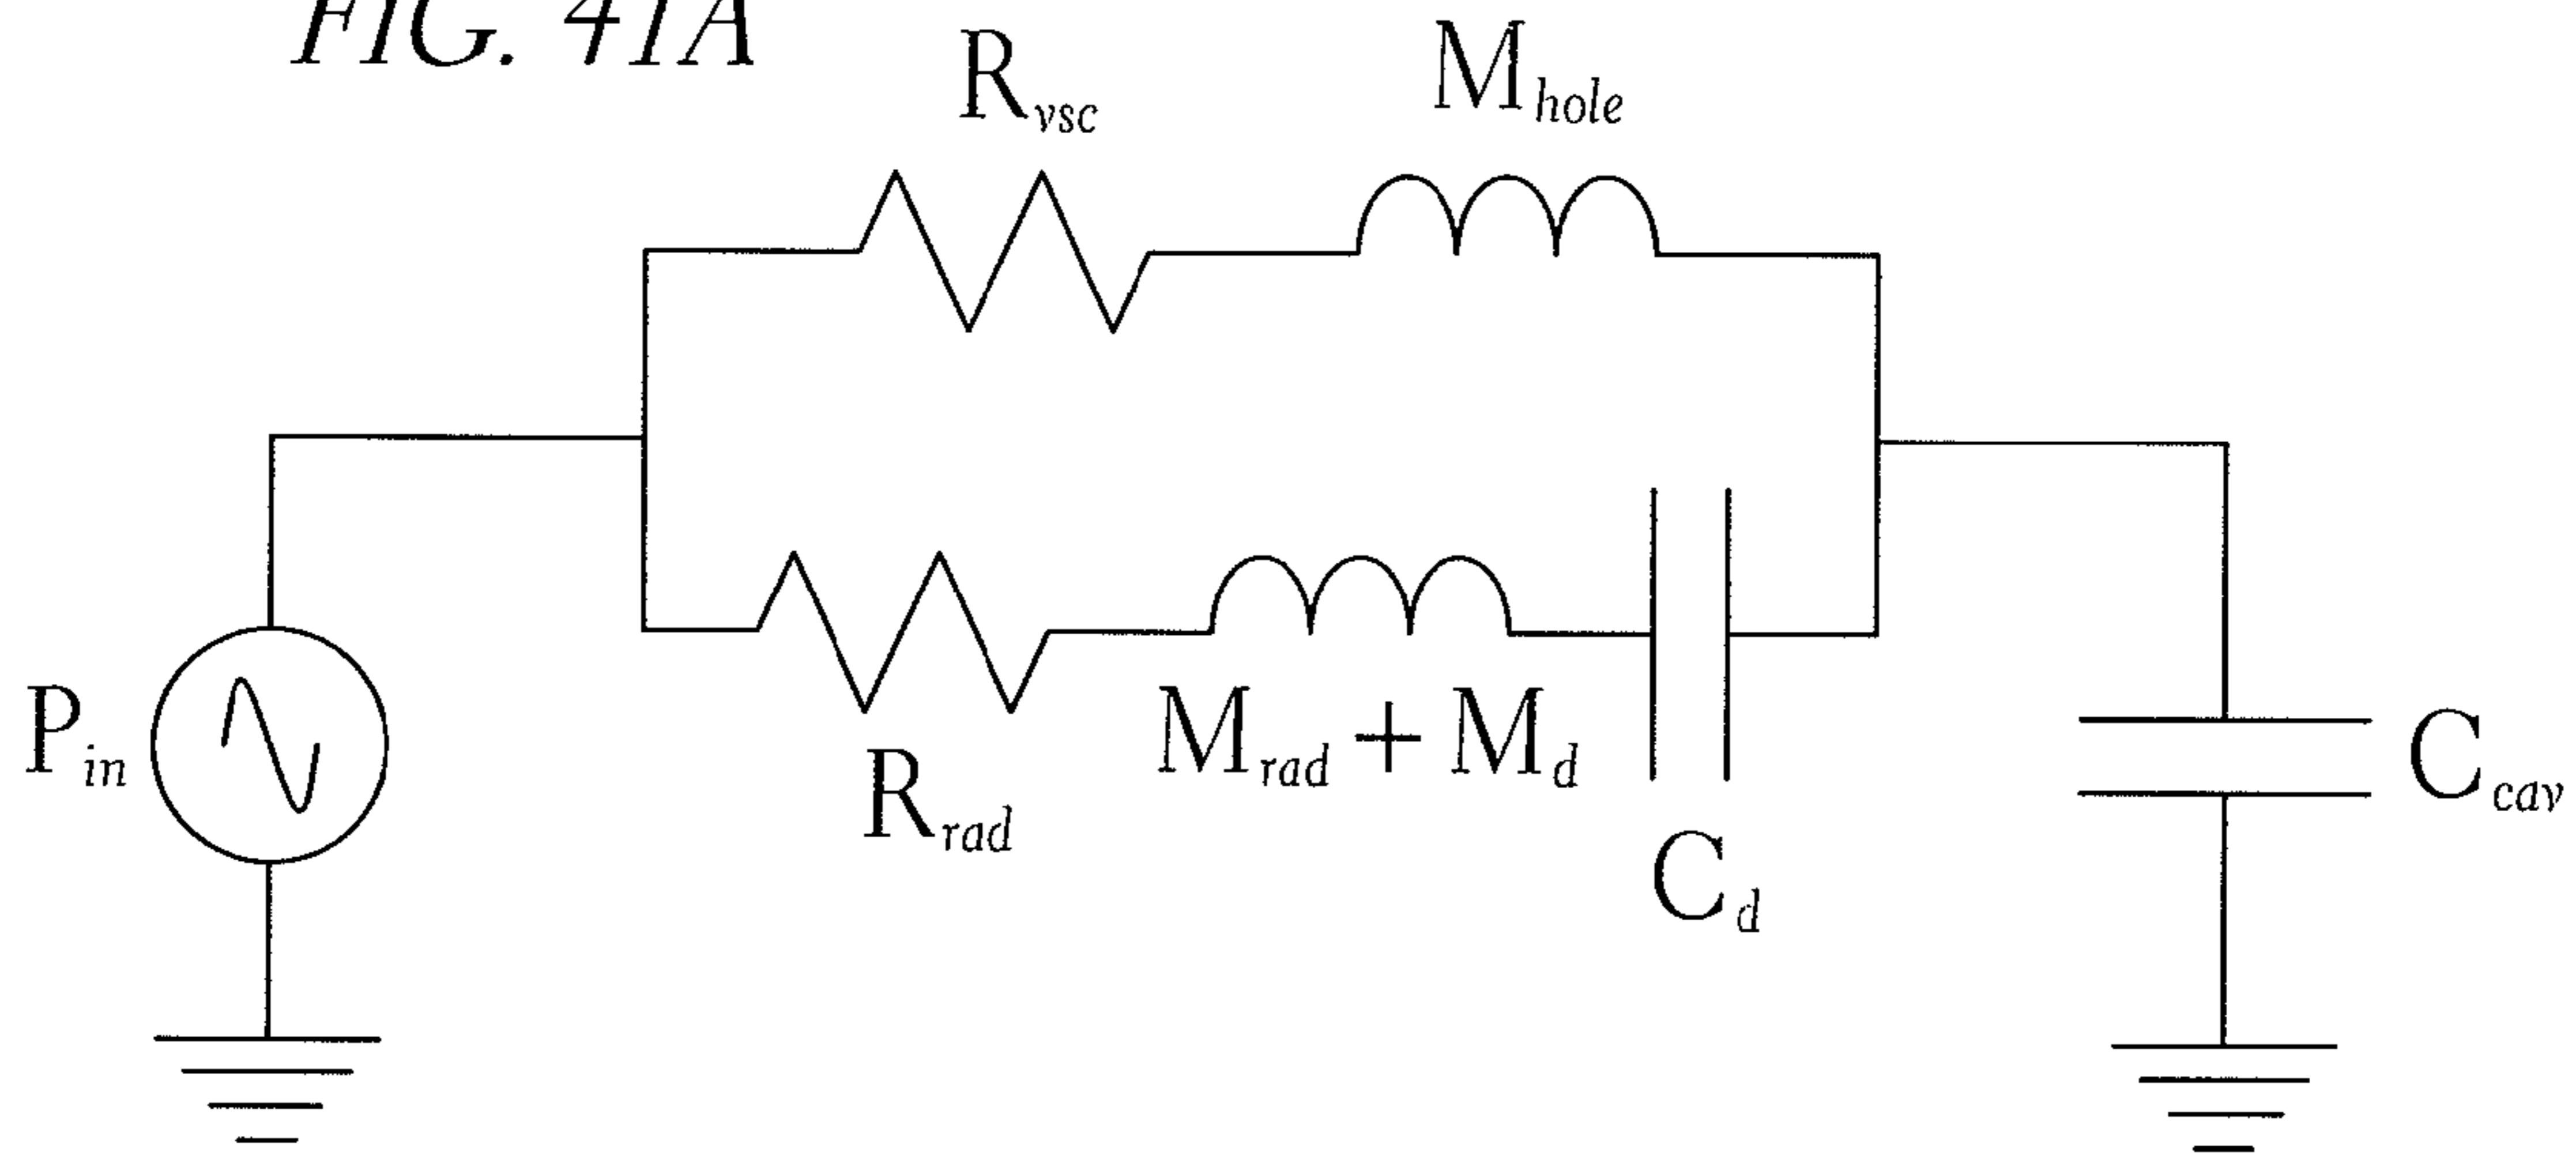 FIG. 41A
R_vsc
M_hole
P_in
R_rad
M_rad + M_d
C_d
C_cav